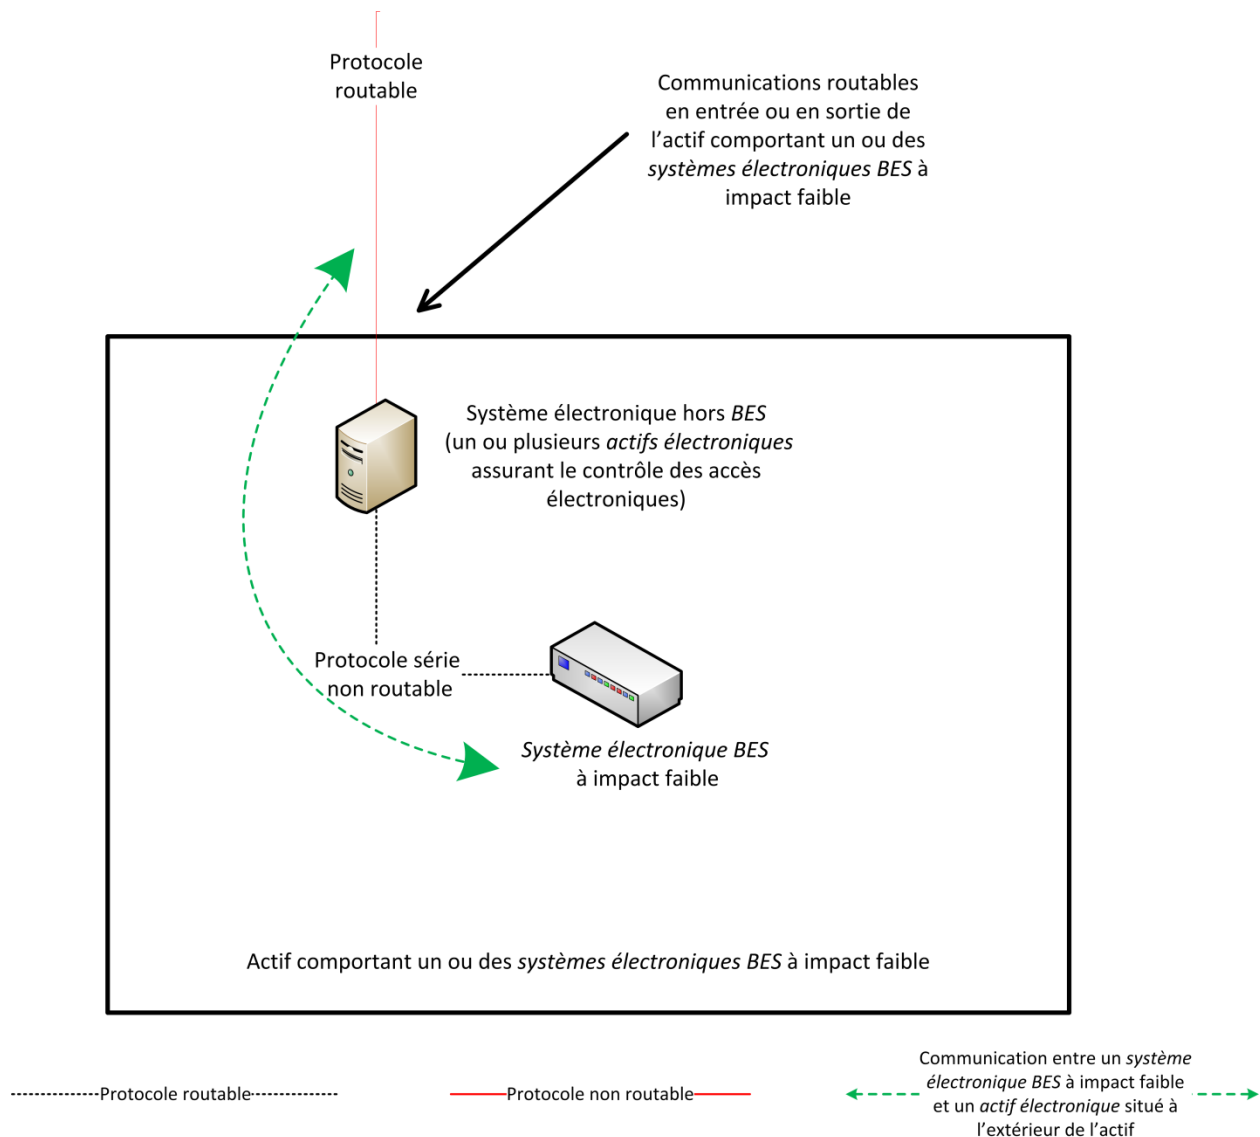 Protocole
routable
Communications routables
en entrée ou en sortie de
l’actif comportant un ou des
systèmes électroniques BES à
impact faible
Système électronique hors BES
(un ou plusieurs actifs électroniques
assurant le contrôle des accès
électroniques)
Protocole série
non routable
Système électronique BES
à impact faible
Actif comportant un ou des systèmes électroniques BES à impact faible
Protocole routable
Protocole non routable
Communication entre un système
électronique BES à impact faible
et un actif électronique situé à
l’extérieur de l’actif